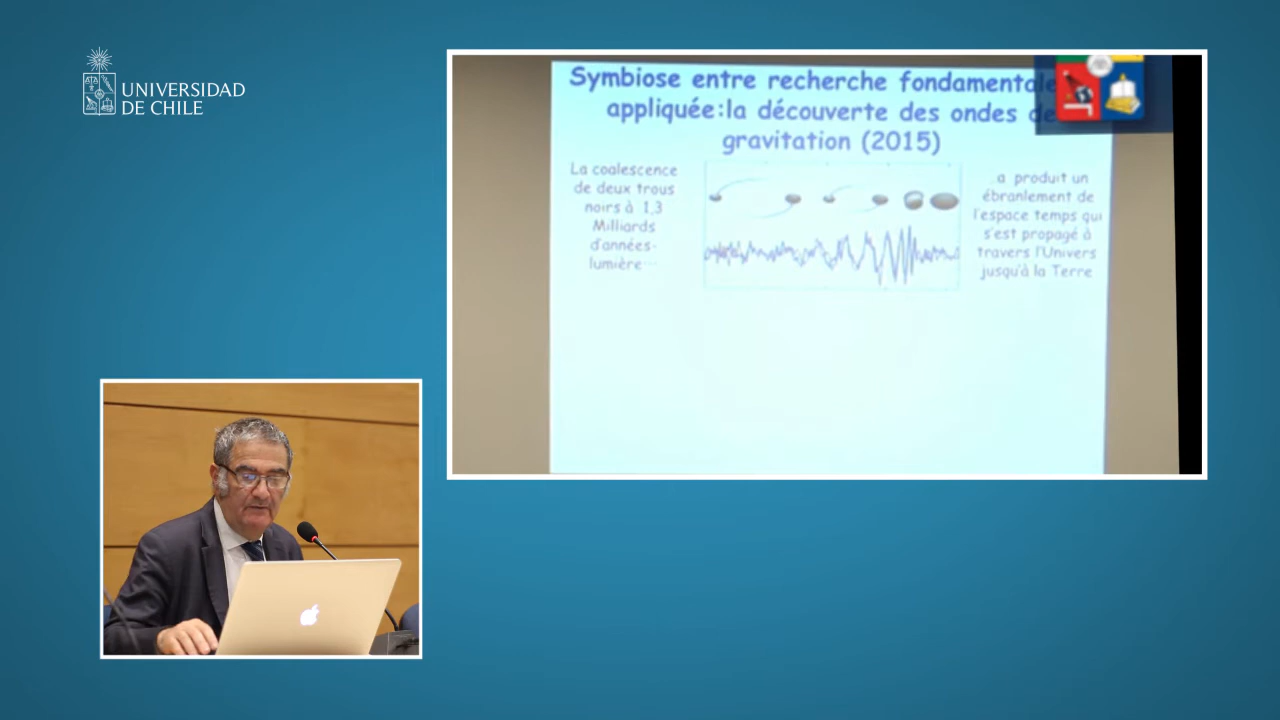 UNIVERSIDAD
DE CHILE
Symbiose entre recherche fondamentale
appliquée:la découverte des ondes de
gravitation (2015)
La coalescence
de deux trous
noirs à 1,3
Milliards
d'années-
lumière...
..a produit un
ébranlement de
l'espace temps qui
s'est propagé à
travers l'Univers
jusqu'à la Terre